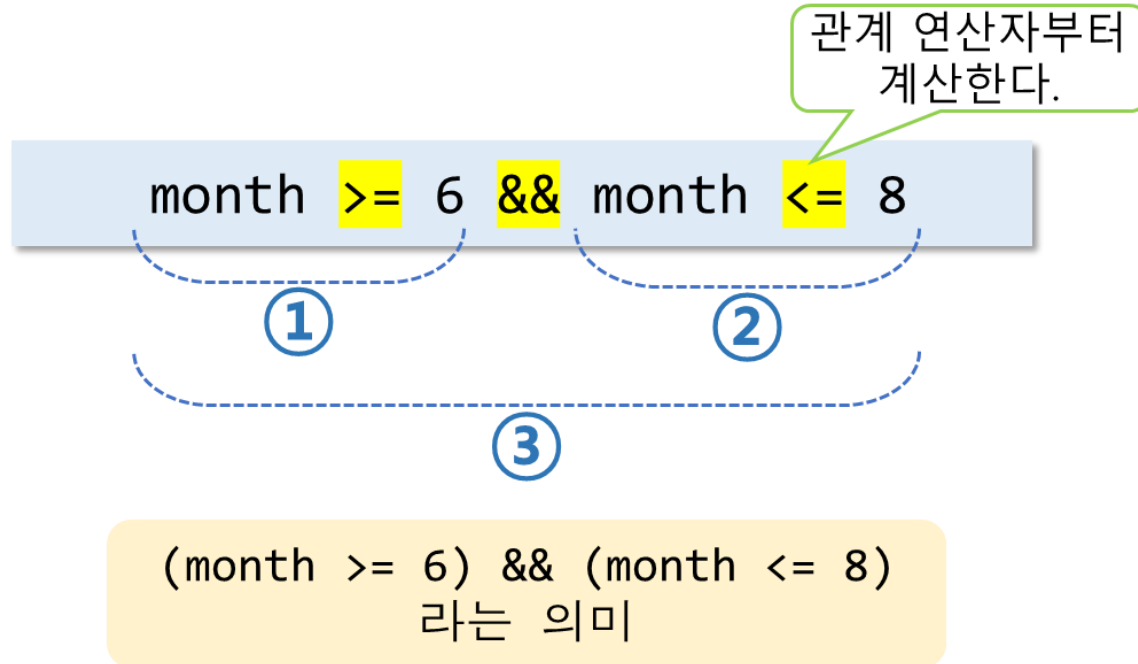 관계 연산자부터
계산한다.
month >= 6 && month <= 8
① ②
③
(month >= 6) && (month <= 8)
라는 의미